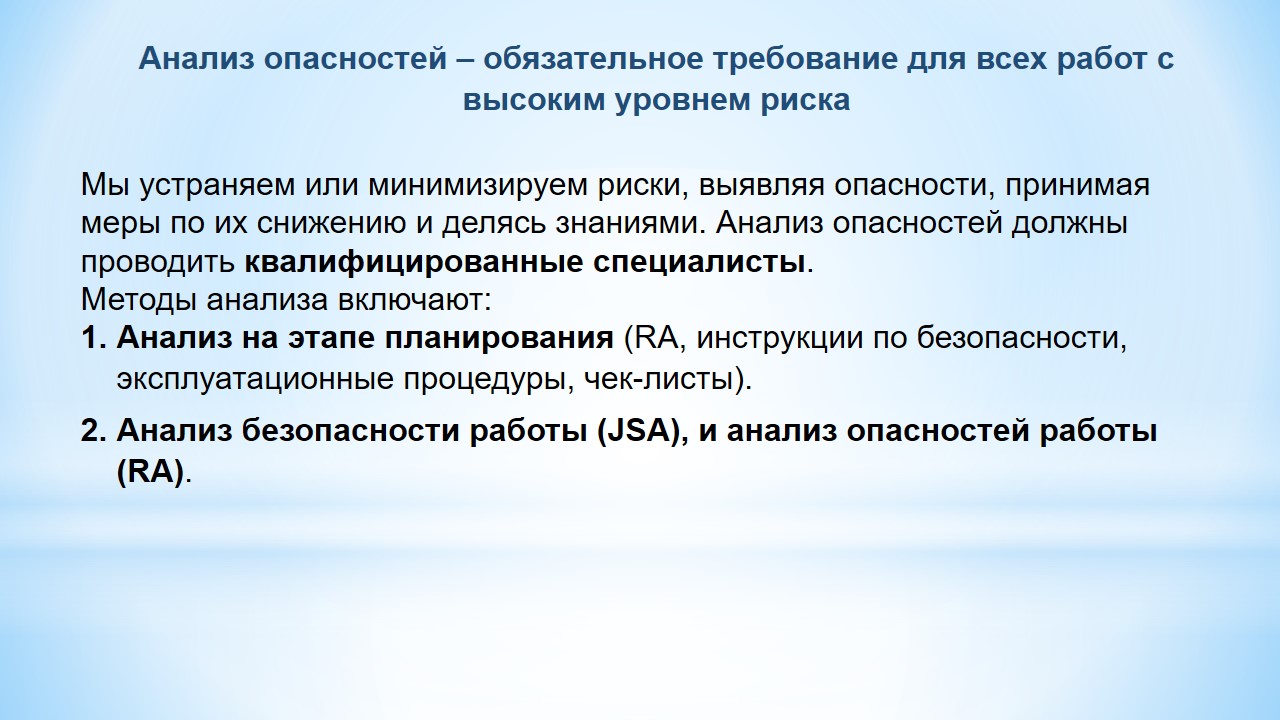 Анализ опасностей – обязательное требование для всех работ с
высоким уровнем риска
Мы устраняем или минимизируем риски, выявляя опасности, принимая
меры по их снижению и делясь знаниями. Анализ опасностей должны
проводить квалифицированные специалисты.
Методы анализа включают:
1. Анализ на этапе планирования (RA, инструкции по безопасности,
эксплуатационные процедуры, чек-листы).
2. Анализ безопасности работы (JSA), и анализ опасностей работы
(RA).